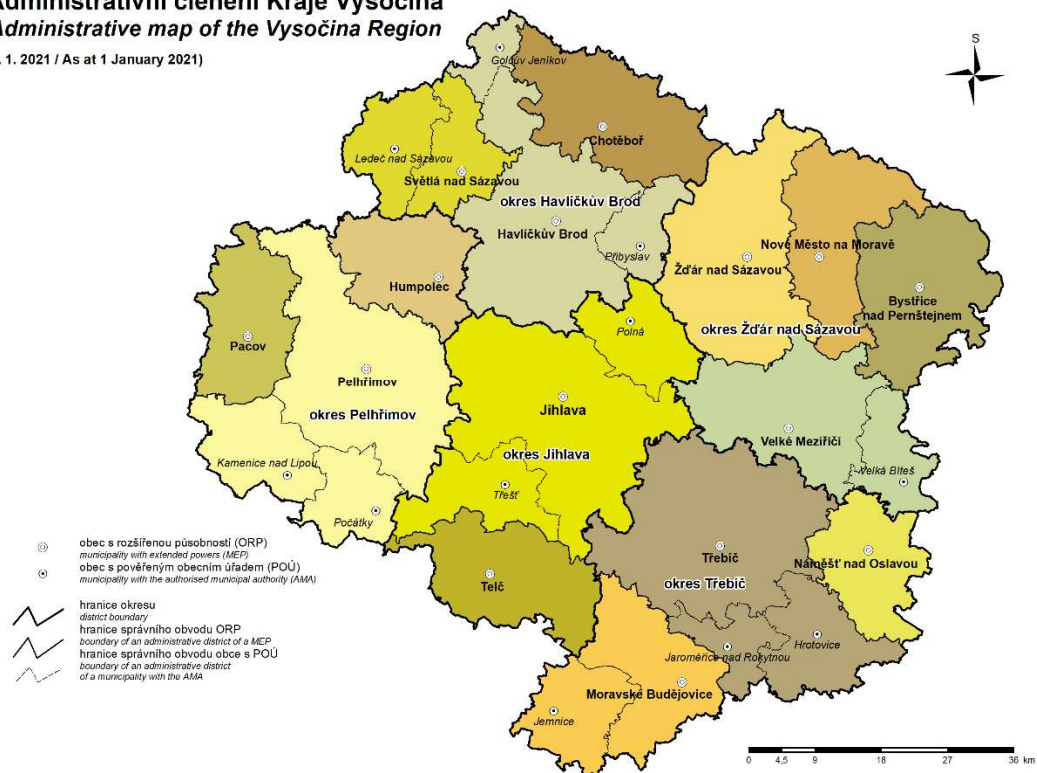 Administrativní členění Kraje Vysočina
Administrative map of the Vysočina Region
. 1. 2021 / As at 1 January 2021)
S
Golčův Jeníkov
Chotěboř
Ledeč nad Sázavou
Světlá nad Sázavou
okres Havlíčkův Brod
Havlíčkův Brod
Přibyslav
Nové Město na Moravě
Žďár nad Sázavou
Humpolec
Bystřice
nad Pernštejnem
okres Žďár nad Sázavou
Polná
Pacov
Pelhřimov
okres Pelhřimov
Jihlava
Velké Meziříčí
okres Jihlava
Kamenice nad Lipou
Velká Bíteš
Třešť
Počátky
Třebíč
Náměšť nad Oslavou
okres Třebíč
Telč
Hrotovice
Jaroměřice nad Rokytnou
Moravské Budějovice
Jemnice
obec s rozšířenou působností (ORP)
municipality with extended powers (MEP)
obec s pověřeným obecním úřadem (POÚ)
municipality with the authorised municipal authority (AMA)
hranice okresu
district boundary
hranice správního obvodu ORP
boundary of an administrative district of a MEP
hranice správního obvodu obce s POÚ
boundary of an administrative district
of a municipality with the AMA
0 4,5 9 18 27 36 km